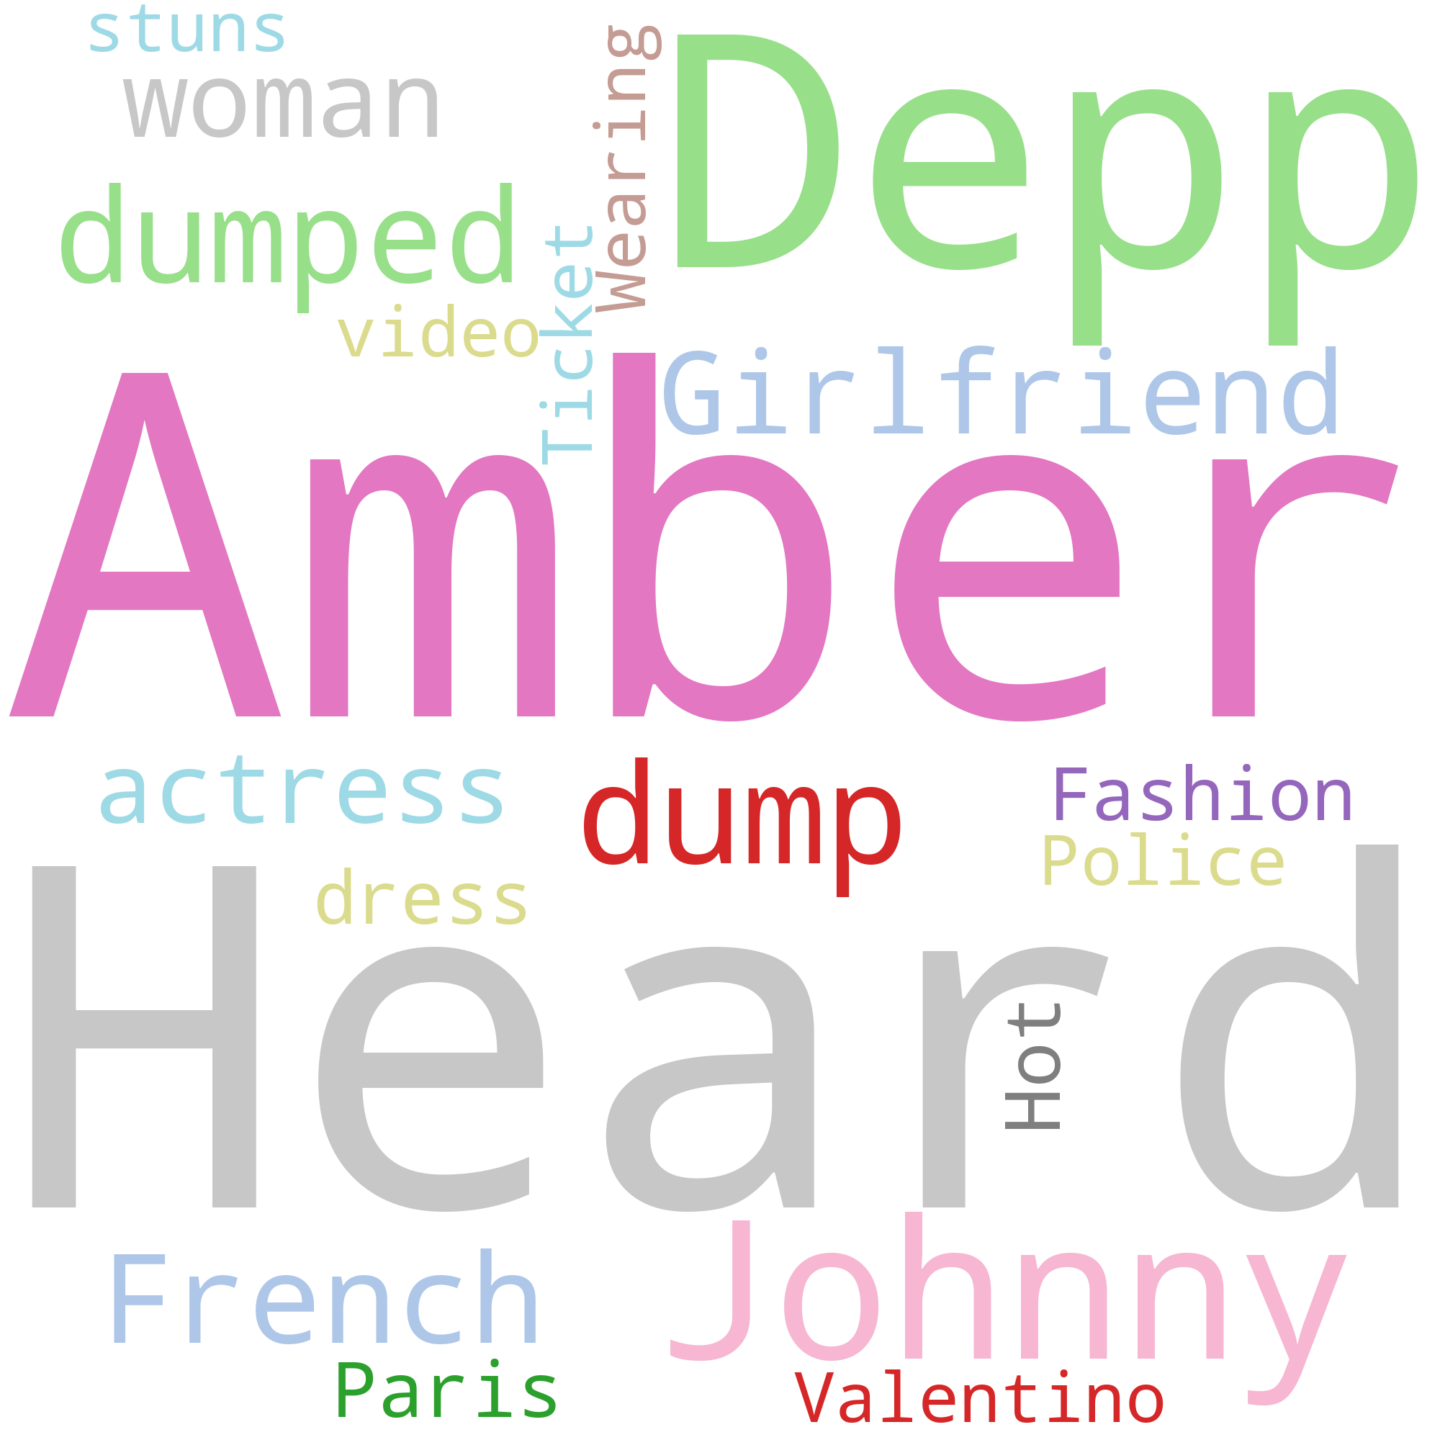 stuns
woman
Wearing
Depp
dumped
Ticket
video
Girlfriend
Amber
actress
dump
Fashion
Police
dress
Heard
Hot
French
Johnny
Paris
Valentino